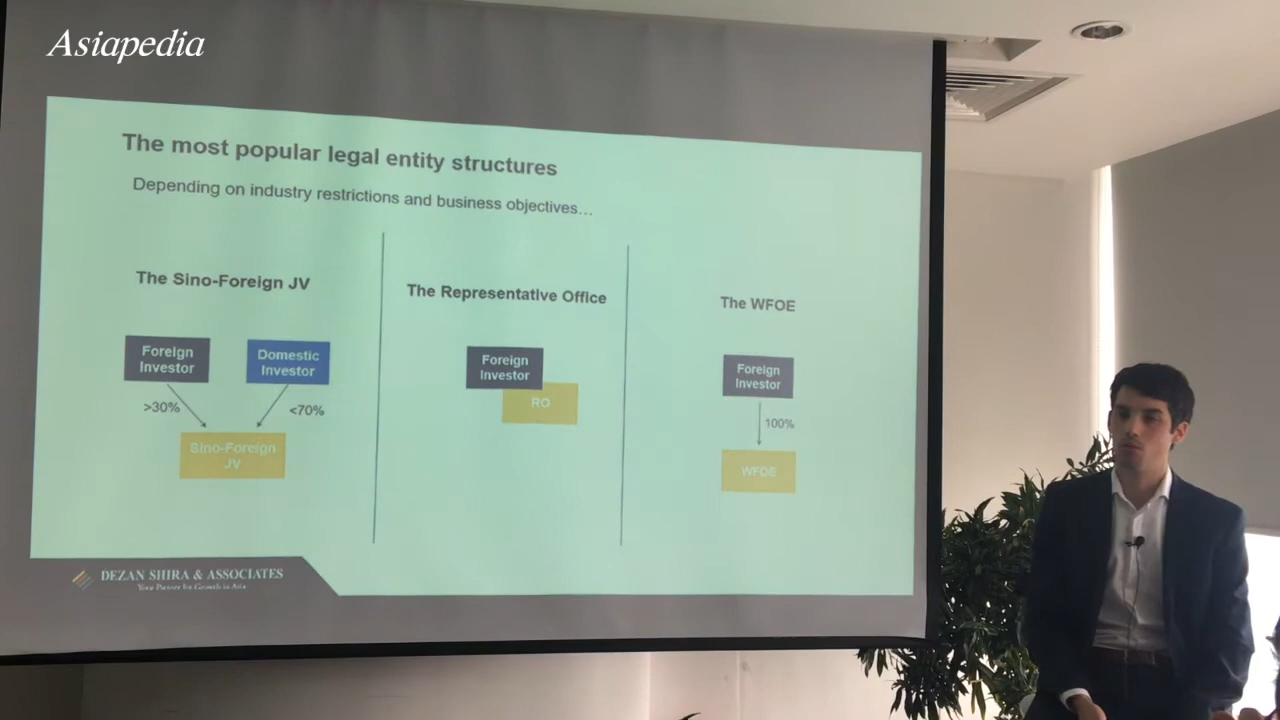 Asiapedia
The most popular legal entity structures
Depending on industry restrictions and business objectives…
The Sino-Foreign JV
Foreign
Investor
Domestic
Investor
>30%
<70%
Sino-Foreign
JV
The Representative Office
Foreign
Investor
RO
The WFOE
Foreign
Investor
100%
WFOE
DEZAN SHIRA & ASSOCIATES
Your Partner for Growth in Asia